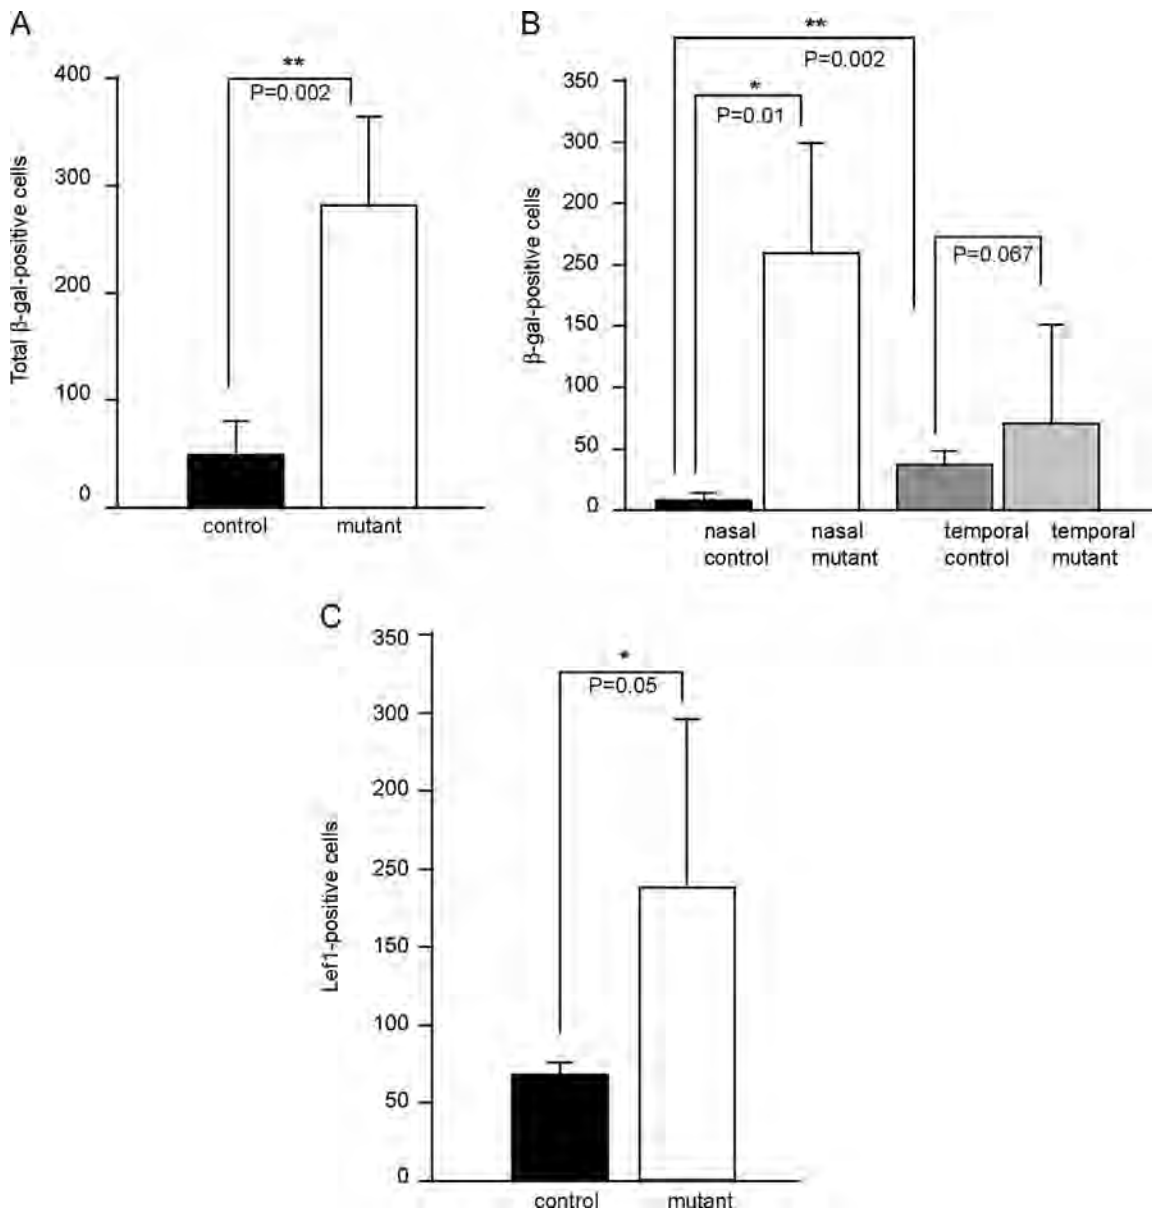 A
Total β-gal-positive cells
400
300
200
100
0
**
P=0.002
control
mutant
B
β-gal-positive cells
350
300
200
250
150
100
50
0
**
P=0.002
*
P=0.01
P=0.067
nasal
control
nasal
mutant
temporal
control
temporal
mutant
C
Lef1-positive cells
350
300
200
250
150
100
50
0
*
P=0.05
control
mutant